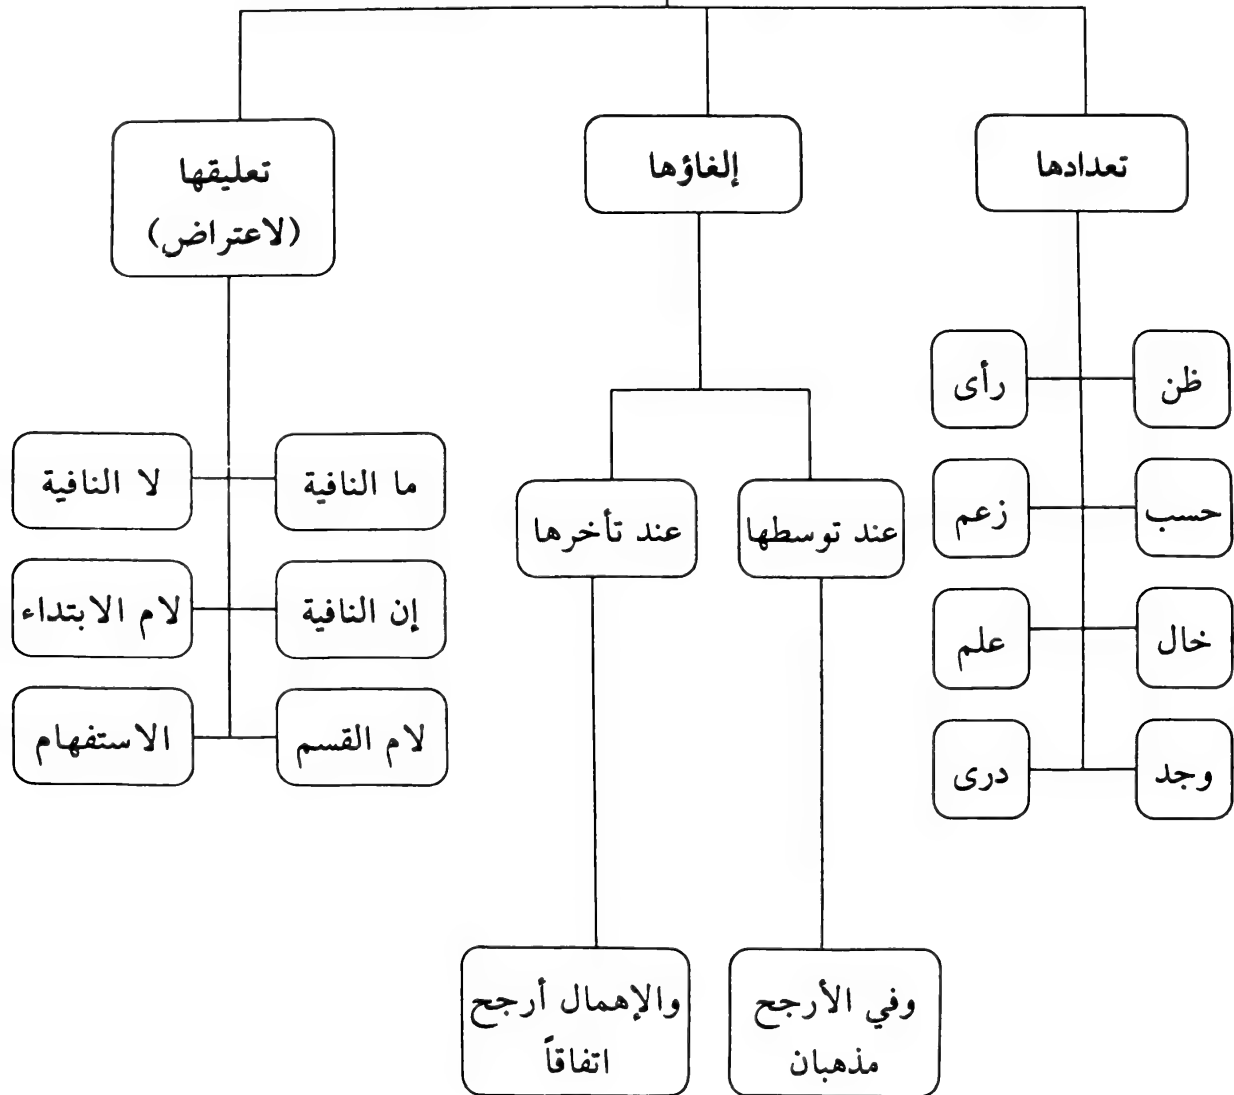 تعدادها
إلغاؤها
تعليقها
(لاعتراض)
ظن
رأى
حسب
زعم
خال
علم
وجد
درى
عند توسطها
عند تأخرها
وفي الأرجح
مذهبان
والإهمال أرجح
اتفاقاً
ما النافية
لا النافية
إن النافية
لام الابتداء
لام القسم
الاستفهام